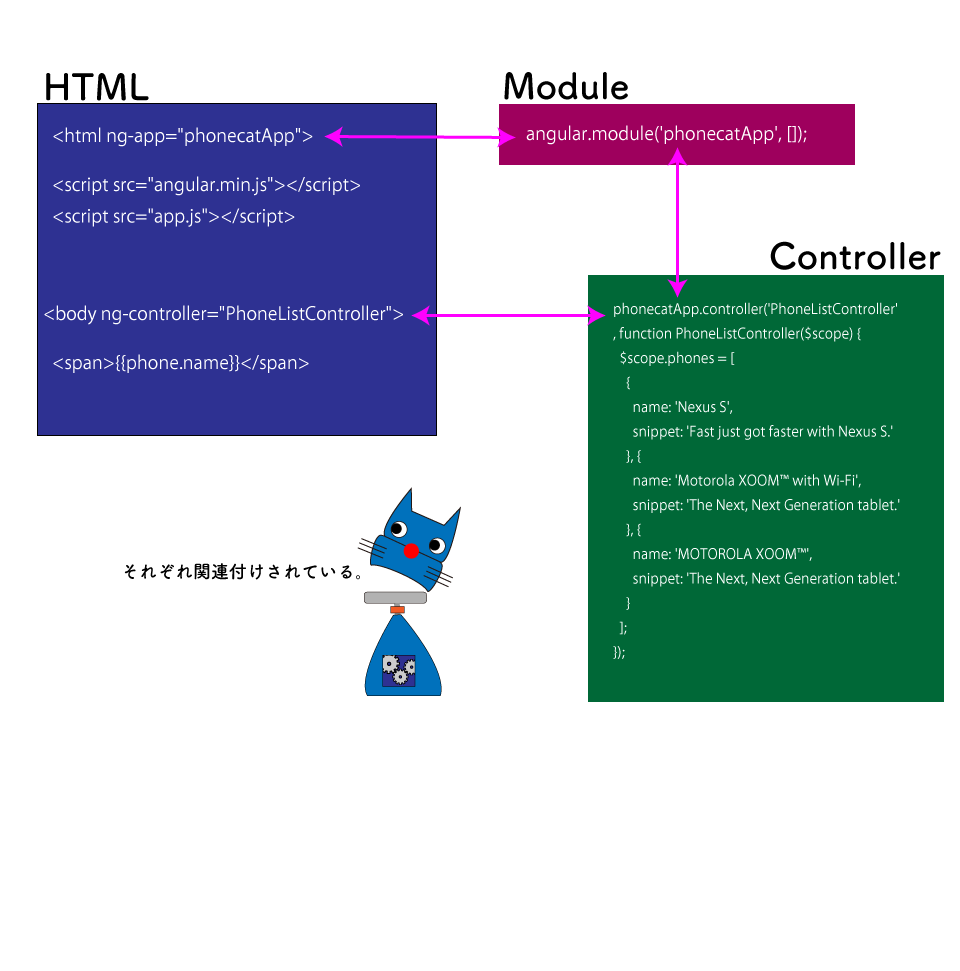 HTML
<html ng-app="phonecatApp">
<script src="angular.min.js"></script>
<script src="app.js"></script>
<body ng-controller="PhoneListController">
<span>{{phone.name}}</span>
Module
angular.module('phonecatApp', []);
Controller
phonecatApp.controller('PhoneListController'
, function PhoneListController($scope) {
$scope.phones = [
{
name: 'Nexus S',
snippet: 'Fast just got faster with Nexus S.'
}, {
name: 'Motorola XOOM™ with Wi-Fi',
snippet: 'The Next, Next Generation tablet.'
}, {
name: 'MOTOROLA XOOM™',
snippet: 'The Next, Next Generation tablet.'
}
];
});
それぞれ関連付けされている。